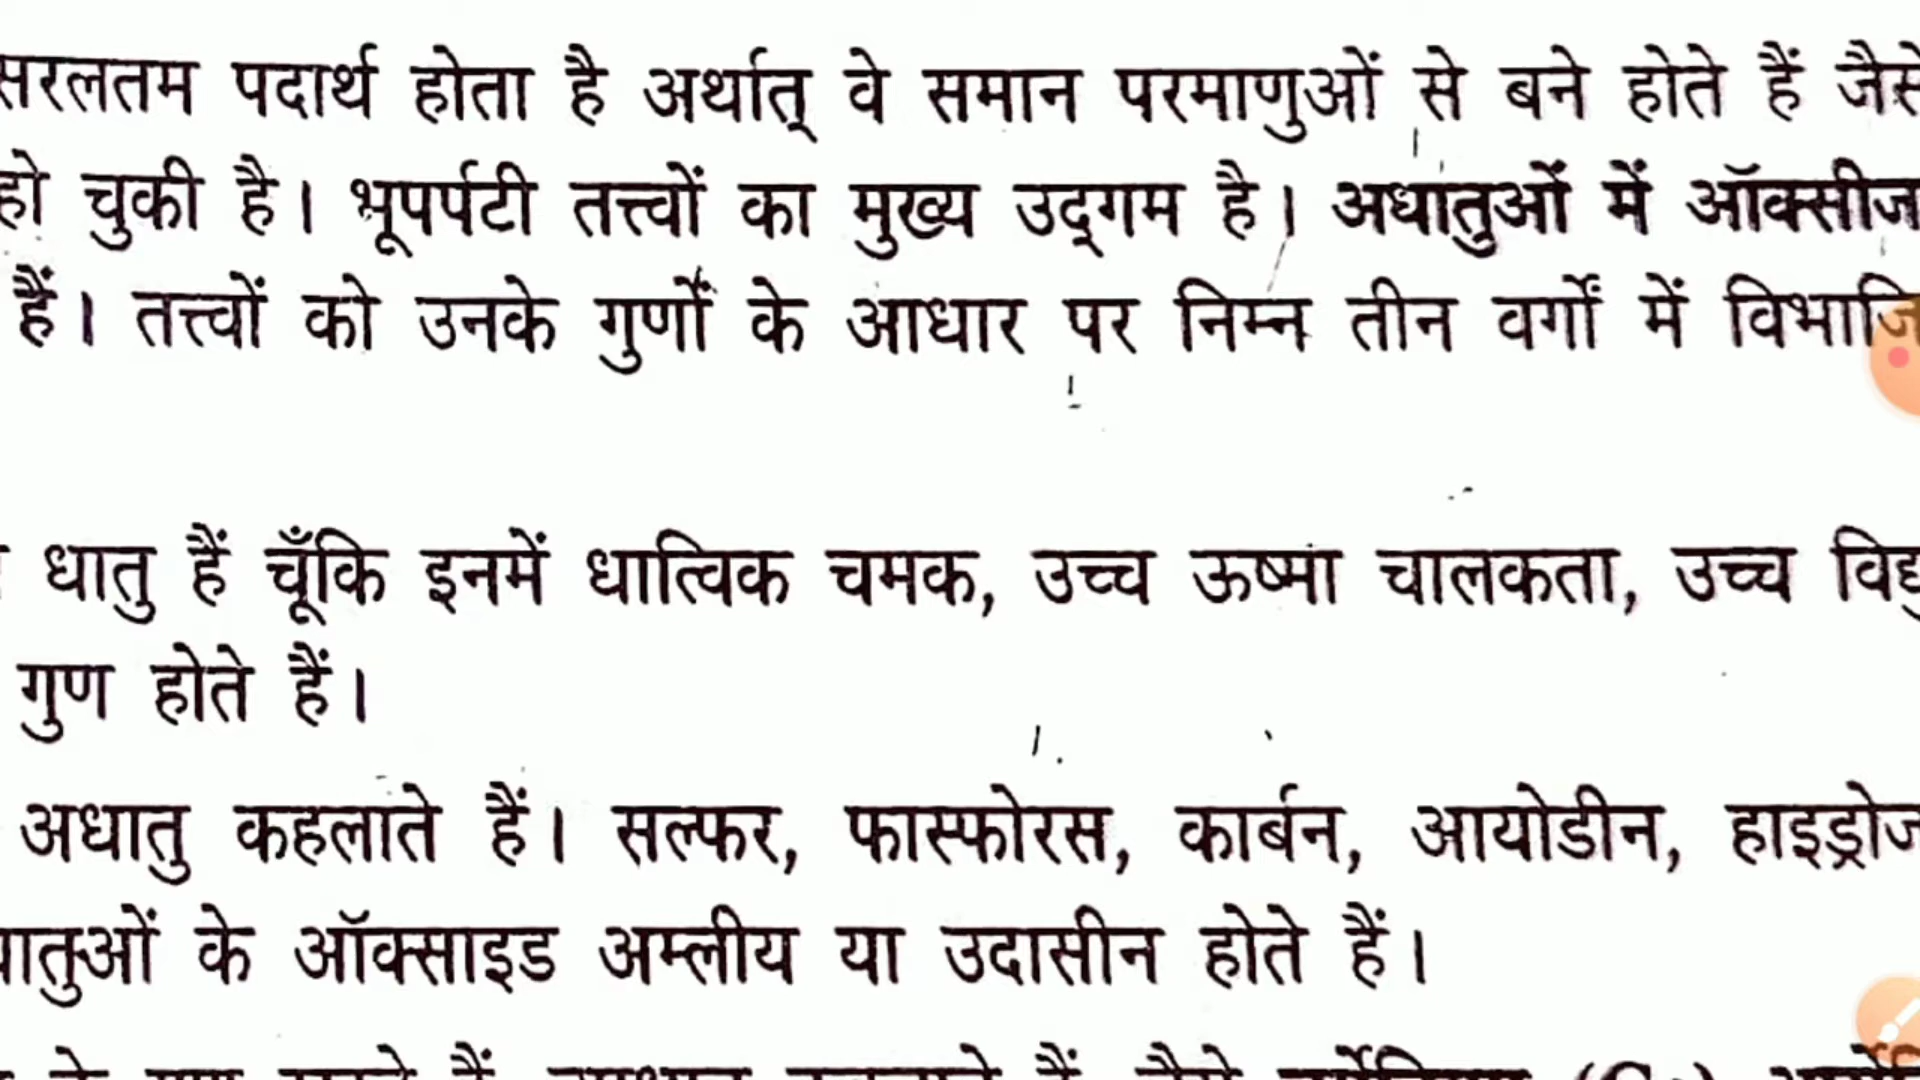 सरलतम पदार्थ होता है अर्थात् वे समान परमाणुओं से बने होते हैं जैसे
हो चुकी है। भूपर्पटी तत्त्वों का मुख्य उद्गम है। अधातुओं में ऑक्सीज
हैं। तत्त्वों को उनके गुणों के आधार पर निम्न तीन वर्गों में विभाजि
धातु हैं चूँकि इनमें धात्विक चमक, उच्च ऊष्मा चालकता, उच्च विद्यु
गुण होते हैं।
अधातु कहलाते हैं। सल्फर, फास्फोरस, कार्बन, आयोडीन, हाइड्रोज
धातुओं के ऑक्साइड अम्लीय या उदासीन होते हैं।